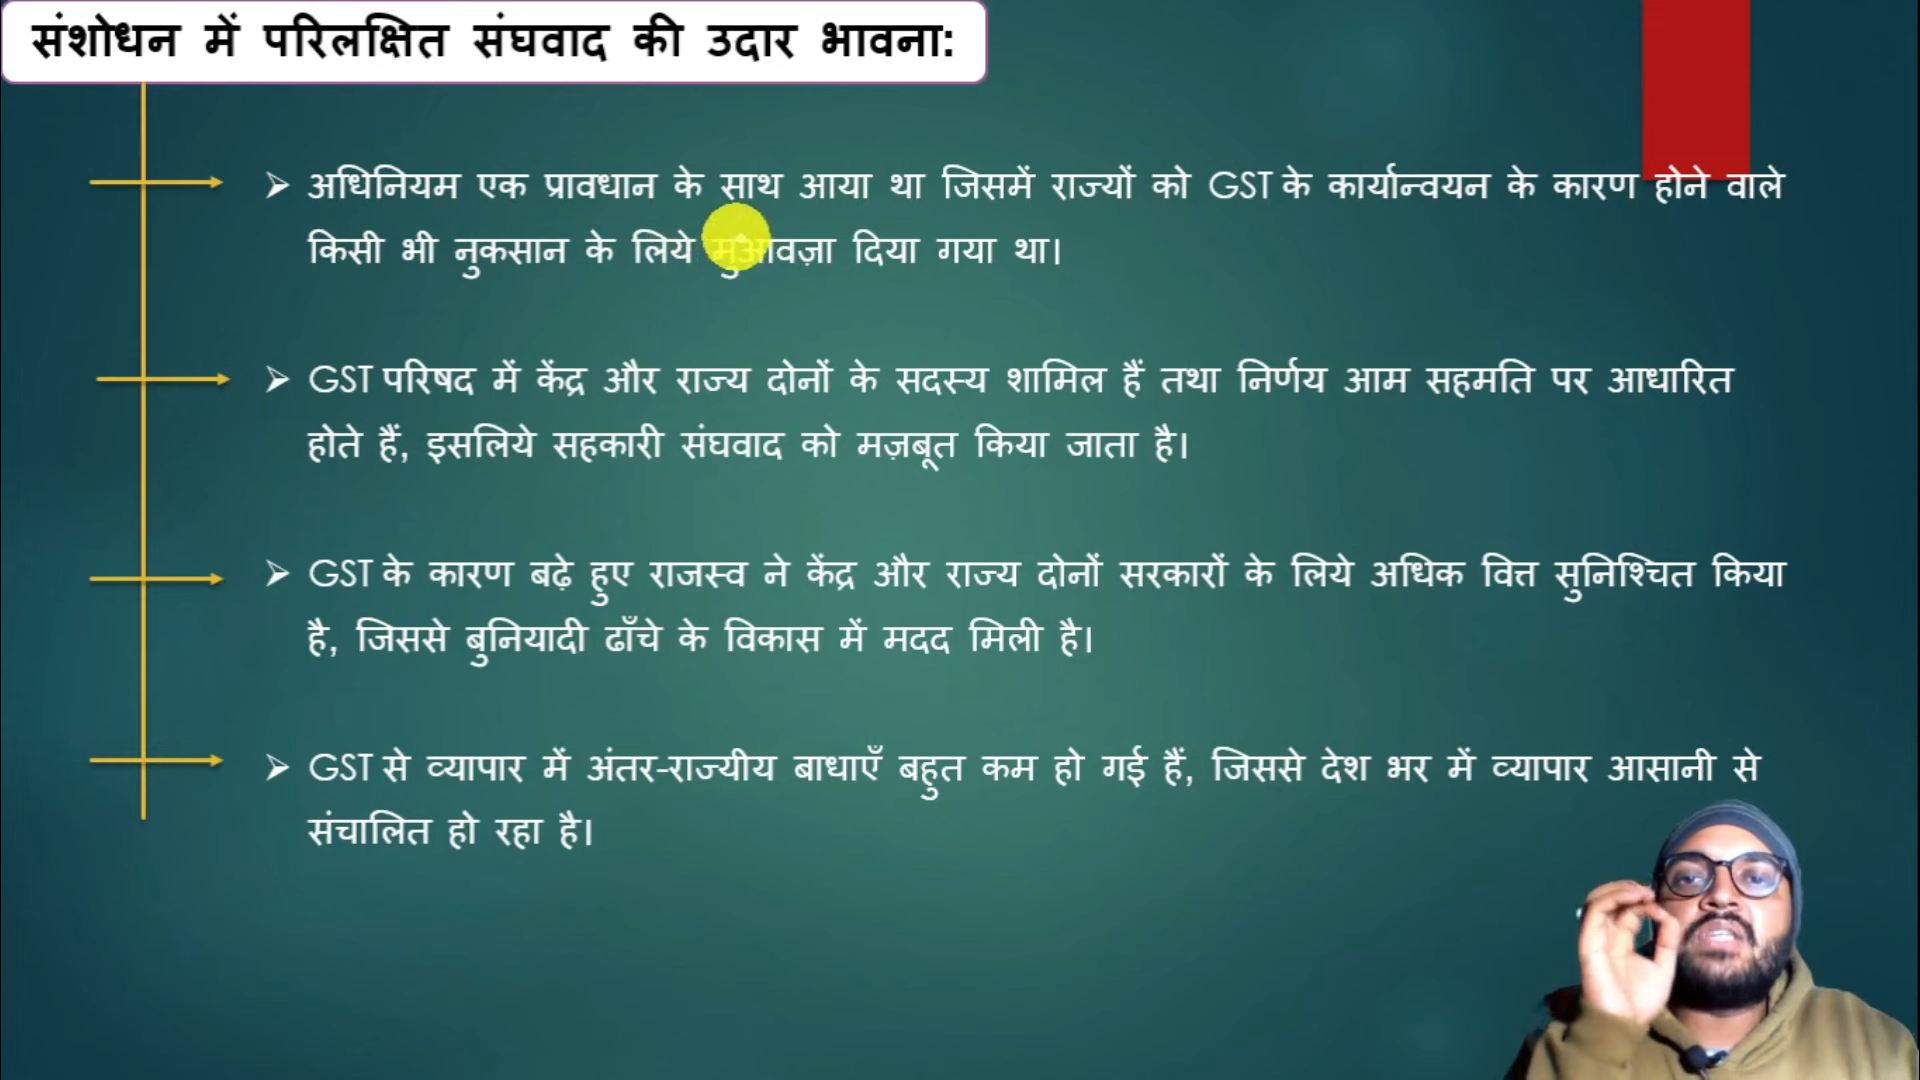 संशोधन में परिलक्षित संघवाद की उदार भावना:
➢ अधिनियम एक प्रावधान के साथ आया था जिसमें राज्यों को GST के कार्यान्वयन के कारण होने वाले
किसी भी नुकसान के लिये मुआवज़ा दिया गया था।
➢ GST परिषद में केंद्र और राज्य दोनों के सदस्य शामिल हैं तथा निर्णय आम सहमति पर आधारित
होते हैं, इसलिये सहकारी संघवाद को मज़बूत किया जाता है।
➢ GST के कारण बढ़े हुए राजस्व ने केंद्र और राज्य दोनों सरकारों के लिये अधिक वित्त सुनिश्चित किया
है, जिससे बुनियादी ढाँचे के विकास में मदद मिली है।
➢ GST से व्यापार में अंतर-राज्यीय बाधाएँ बहुत कम हो गई हैं, जिससे देश भर में व्यापार आसानी से
संचालित हो रहा है।